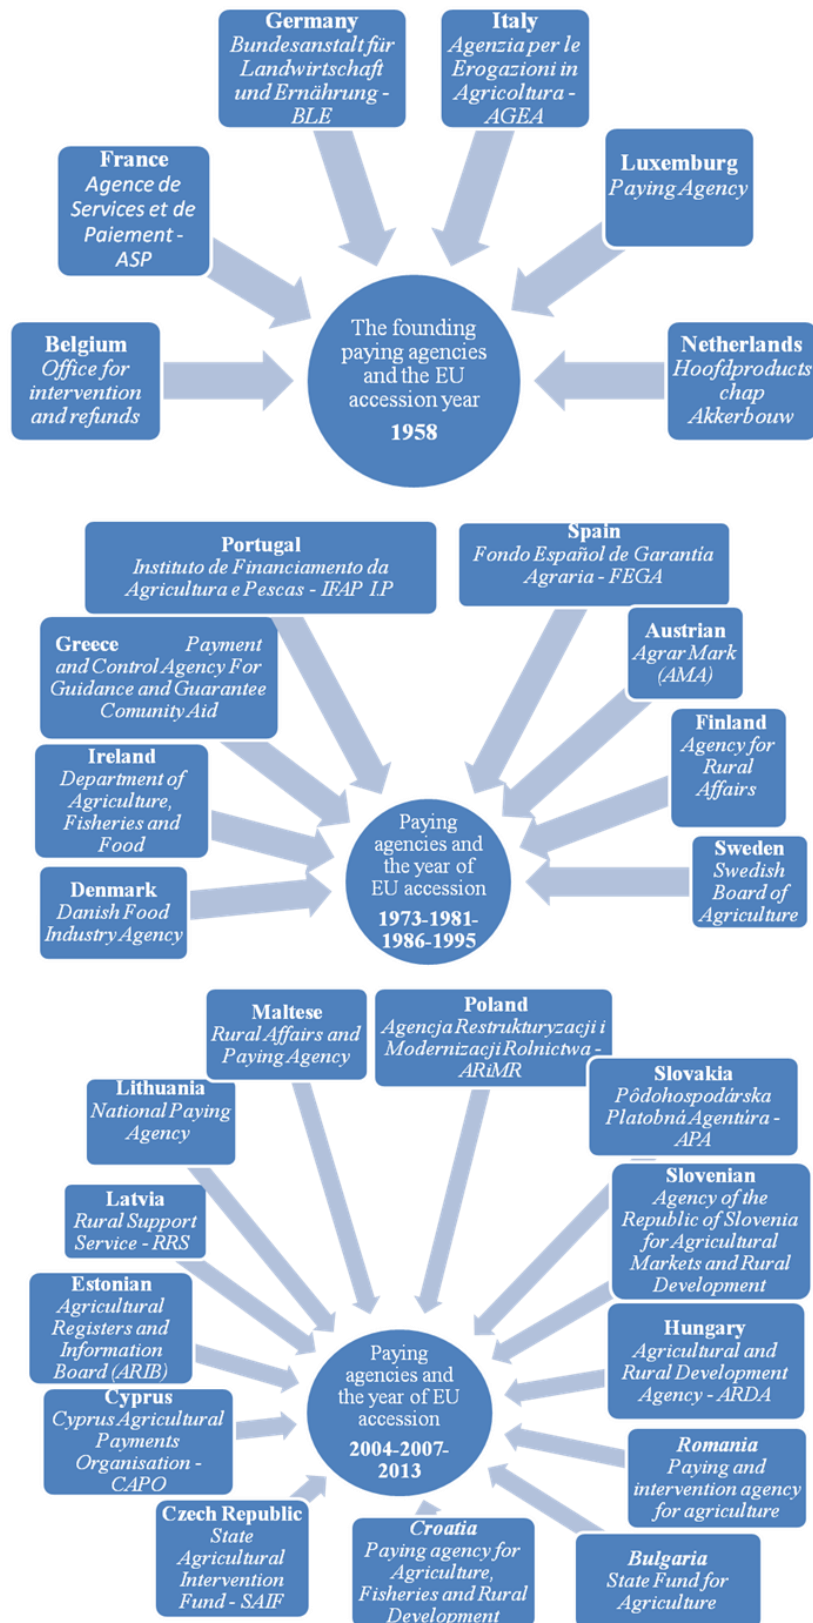 Germany
Bundesanstalt für
Landwirtschaft
und Ernährung -
BLE
Italy
Agenzia per le
Erogazioni in
Agricoltura -
AGEA
France
Agence de
Services et de
Paiement -
ASP
Luxemburg
Paying Agency
Belgium
Office for
intervention
and refunds
The founding
paying agencies
and the EU
accession year
1958
Netherlands
Hoofdproducts
chap
Akkerbouw
Portugal
Instituto de Financiamento da
Agricultura e Pescas - IFAP I.P
Spain
Fondo Español de Garantía
Agraria - FEGA
Greece Payment
and Control Agency For
Guidance and Guarantee
Comunity Aid
Austrian
Agrar Mark
(AMA)
Ireland
Department of
Agriculture,
Fisheries and
Food
Finland
Agency for
Rural
Affairs
Denmark
Danish Food
Industry Agency
Paying
agencies and
the year of
EU accession
1973-1981-
1986-1995
Sweden
Swedish
Board of
Agriculture
Maltese
Rural Affairs and
Paying Agency
Poland
Agencja Restrukturyzacji i
Modernizacji Rolnictwa -
ARiMR
Lithuania
National Paying
Agency
Slovakia
Pôdohospodárska
Platobná Agentúra -
APA
Latvia
Rural Support
Service - RRS
Slovenian
Agency of the
Republic of Slovenia
for Agricultural
Markets and Rural
Development
Estonian
Agricultural
Registers and
Information
Board (ARIB)
Hungary
Agricultural and
Rural Development
Agency - ARDA
Cyprus
Cyprus Agricultural
Payments
Organisation -
CAPO
Paying
agencies and
the year of EU
accession
2004-2007-
2013
Romania
Paying and
intervention agency
for agriculture
Czech Republic
State
Agricultural
Intervention
Fund - SAIF
Croatia
Paying agency for
Agriculture,
Fisheries and Rural
Development
Bulgaria
State Fund for
Agriculture